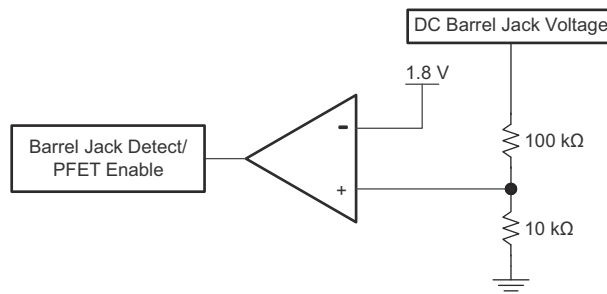 DC Barrel Jack Voltage
1.8 V
-
Barrel Jack Detect/
PFET Enable
100 kΩ
+
10 kΩ